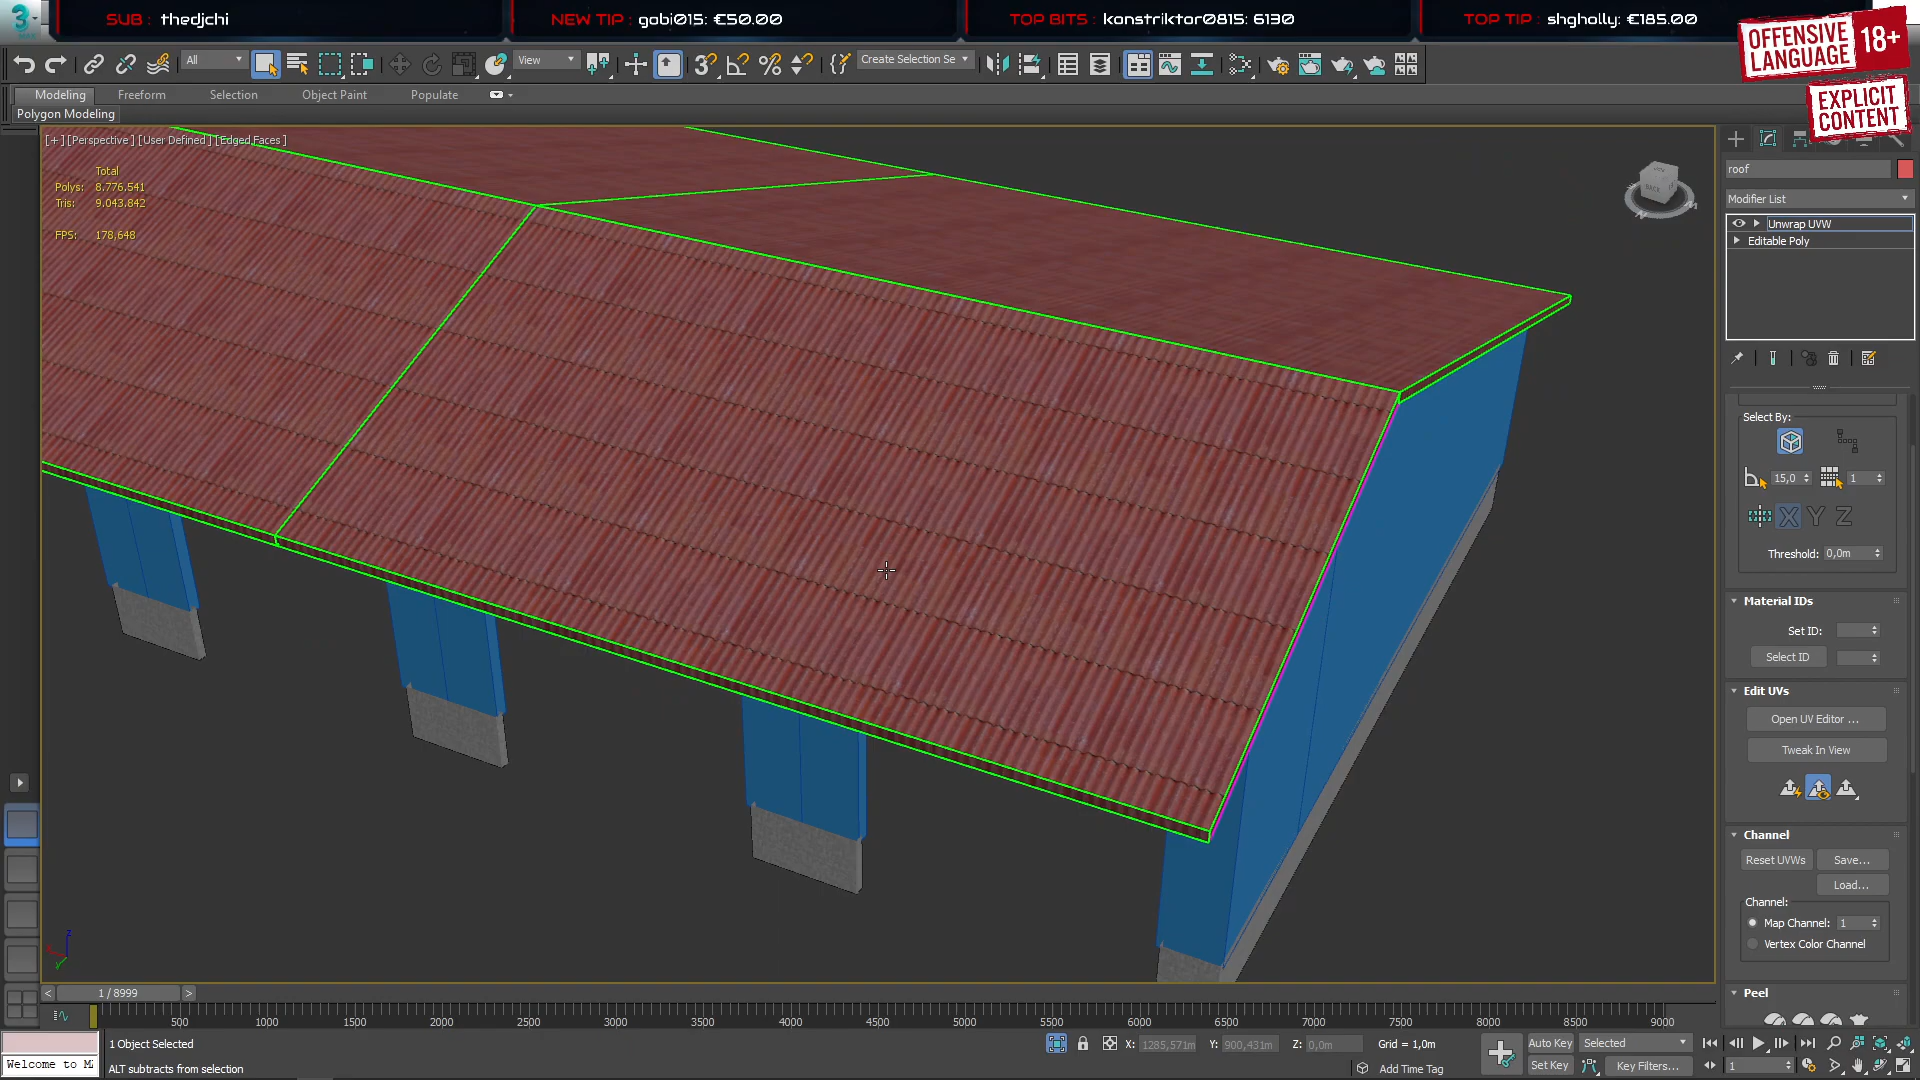 SUB : thedjchi
NEW TIP : gobi015: €50.00
TOP BITS : konstriktor0815: 6130
TOP TIP : shgholly: €185.00
OFFENSIVE LANGUAGE 18+
EXPLICIT CONTENT
3
MAX
All
View
Create Selection Se
Modeling
Freeform
Selection
Object Paint
Populate
Polygon Modeling
[+] [Perspective] [User Defined] [Edged Faces]
Total
Polys: 8.776.541
Tris: 9.043.842
FPS: 178,648
BACK
roof
Modifier List
Unwrap UVW
Editable Poly
Select By:
15,0
1
X Y Z
Threshold: 0,0m
Material IDs
Set ID:
Select ID
Edit UVs
Open UV Editor ...
Tweak In View
Channel
Reset UVWs
Save...
Load...
Channel:
Map Channel: 1
Vertex Color Channel
Peel
z
< 1 / 8999 >
500 1000 1500 2000 2500 3000 3500 4000 4500 5000 5500 6000 6500 7000 7500 8000 8500 9000
Welcome to M
1 Object Selected
ALT subtracts from selection
X: 1285,571m
Y: 900,431m
Z: 0,0m
Grid = 1,0m
Add Time Tag
Auto Key
Selected
Set Key
Key Filters...
1